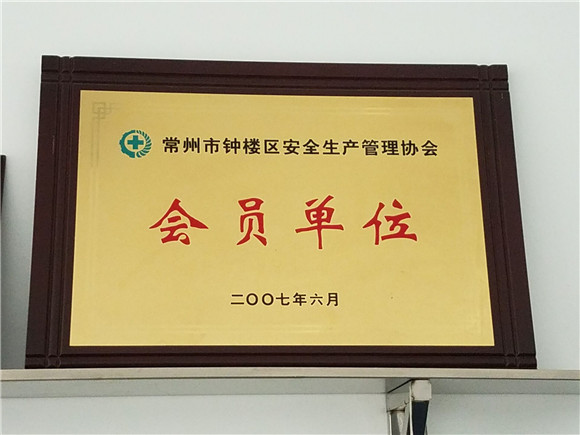 常州市钟楼区安全生产管理协会
会员单位
二〇〇七年六月